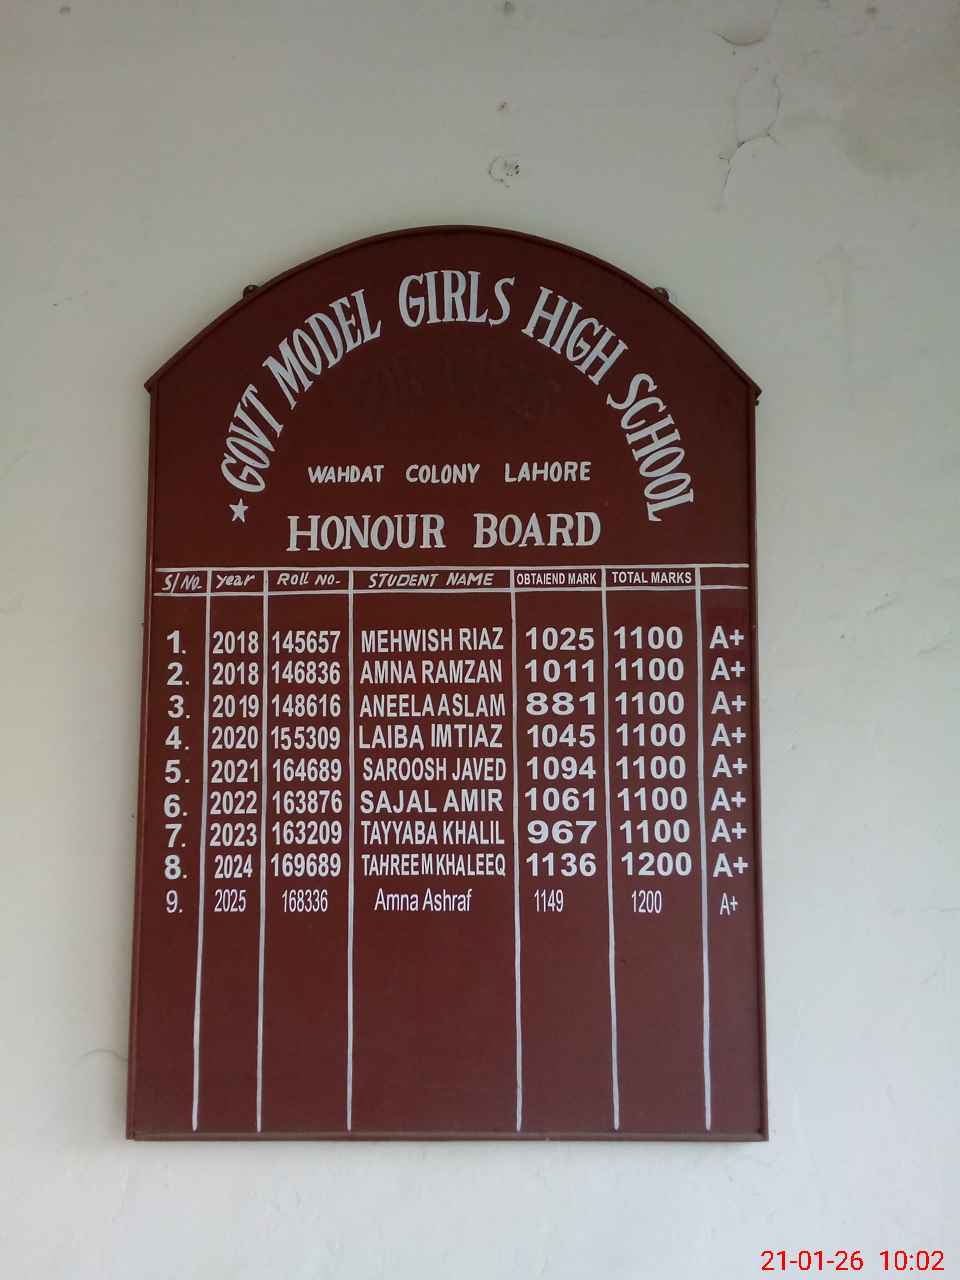 ★ GOVT MODEL GIRLS HIGH SCHOOL
WAHDAT COLONY LAHORE
HONOUR BOARD
S/No. year Roll no- STUDENT NAME OBTAIEND MARK TOTAL MARKS
1. 2018 145657 MEHWISH RIAZ 1025 1100 A+
2. 2018 146836 AMNA RAMZAN 1011 1100 A+
3. 2019 148616 ANEELA ASLAM 881 1100 A+
4. 2020 155309 LAIBA IMTIAZ 1045 1100 A+
5. 2021 164689 SAROOSH JAVED 1094 1100 A+
6. 2022 163876 SAJAL AMIR 1061 1100 A+
7. 2023 163209 TAYYABA KHALIL 967 1100 A+
8. 2024 169689 TAHREEM KHALEEQ 1136 1200 A+
9. 2025 168336 Amna Ashraf 1149 1200 A+
21-01-26 10:02